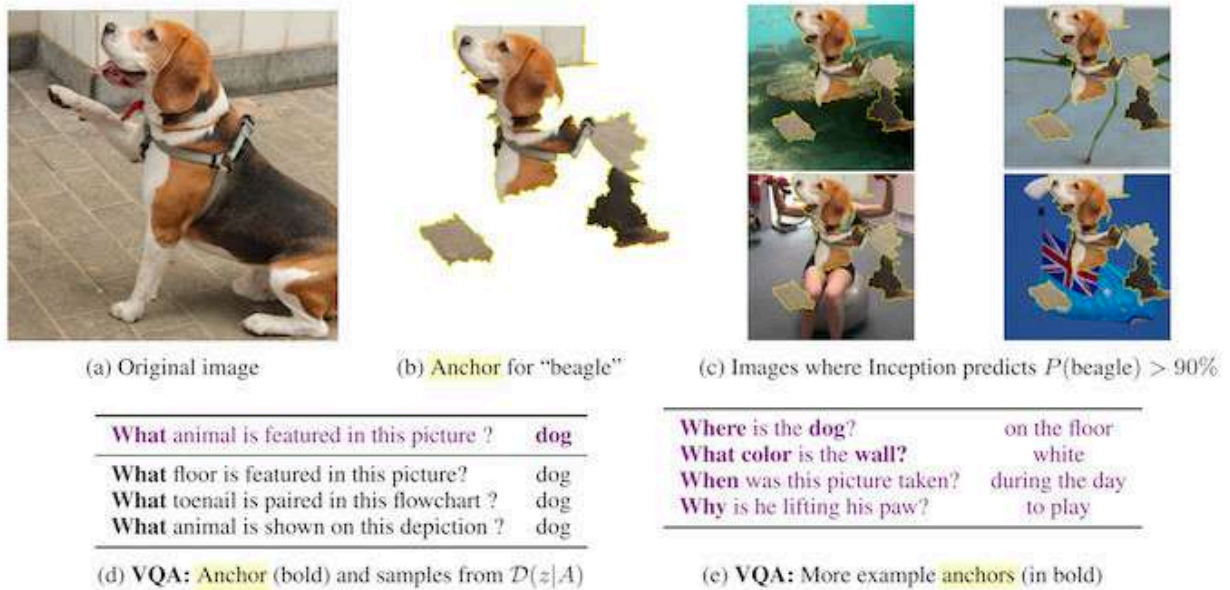 (a) Original image
(b) Anchor for “beagle”
(c) Images where Inception predicts P(beagle) > 90%
What animal is featured in this picture ? dog
What floor is featured in this picture? dog
What toenail is paired in this flowchart ? dog
What animal is shown on this depiction ? dog
(d) VQA: Anchor (bold) and samples from D(z|A)
Where is the dog? on the floor
What color is the wall? white
When was this picture taken? during the day
Why is he lifting his paw? to play
(e) VQA: More example anchors (in bold)